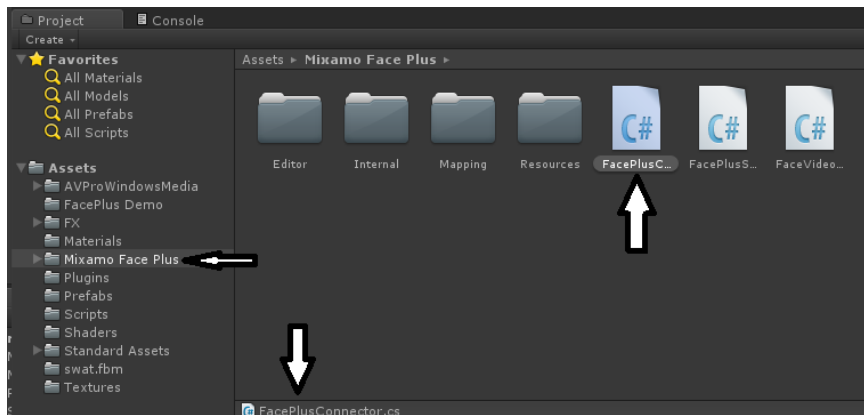 Project Console
Create
Favorites
All Materials
All Models
All Prefabs
All Scripts
Assets
AVProWindowsMedia
FacePlus Demo
FX
Materials
Mixamo Face Plus
Plugins
Prefabs
Scripts
Shaders
Standard Assets
swat.fbm
Textures
Assets ▸ Mixamo Face Plus ▸
C# C# C#
Editor Internal Mapping Resources FacePlusC... FacePlusS... FaceVideo...
FacePlusConnector.cs